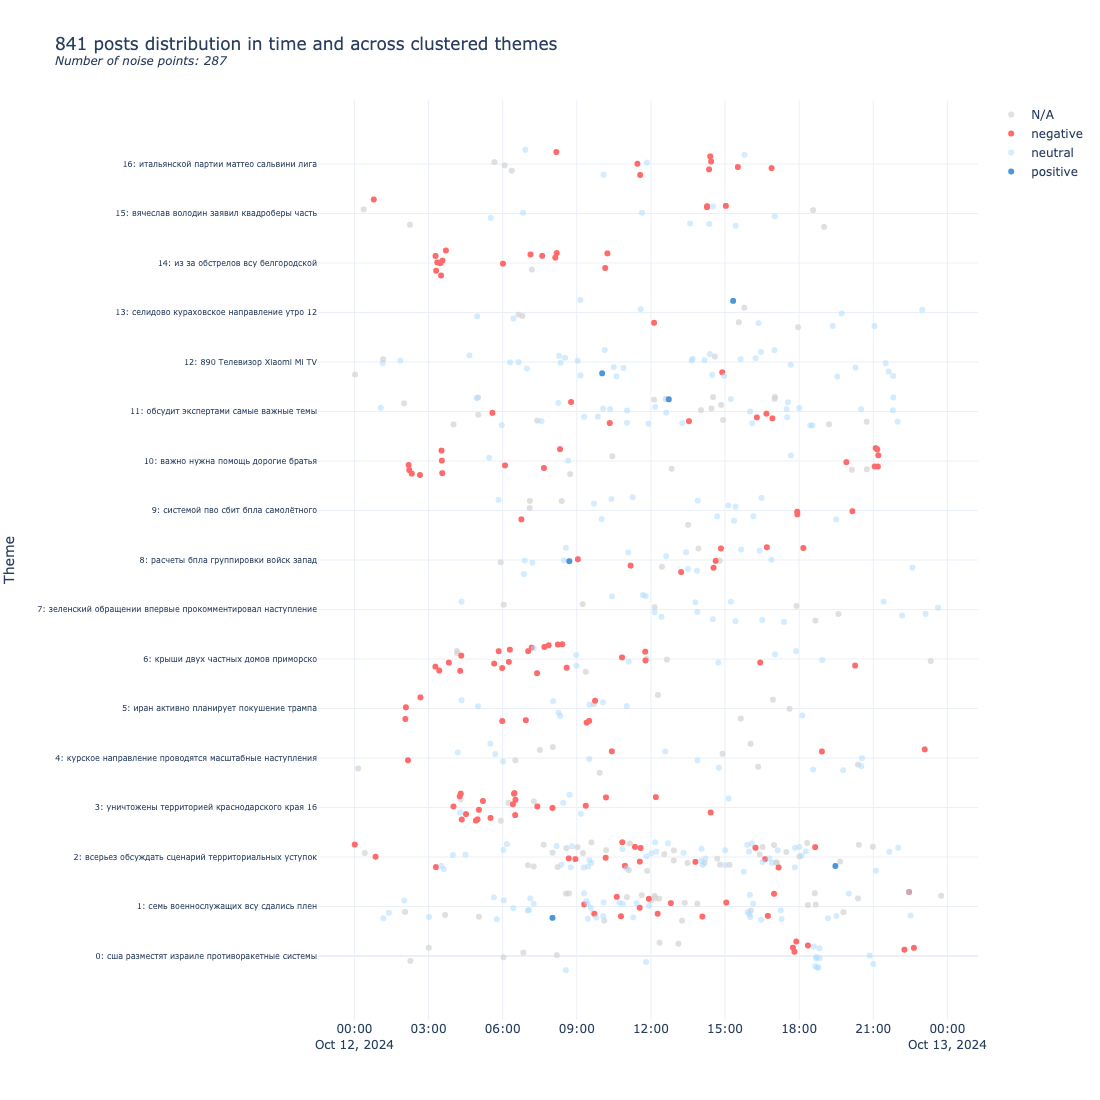 841 posts distribution in time and across clustered themes
Number of noise points: 287
N/A
negative
neutral
positive
Theme
16: итальянской партии маттео сальвини лига
15: вячеслав володин заявил квадроберы часть
14: из за обстрелов всу белгородской
13: селидово кураховское направление утро 12
12: 890 Телевизор Xiaomi MI TV
11: обсудит экспертами самые важные темы
10: важно нужна помощь дорогие братья
9: системой пво сбит бпла самолётного
8: расчеты бпла группировки войск запад
7: зеленский обращении впервые прокомментировал наступление
6: крыши двух частных домов приморско
5: иран активно планирует покушение трампа
4: курское направление проводятся масштабные наступления
3: уничтожены территорией краснодарского края 16
2: всерьез обсуждать сценарий территориальных уступок
1: семь военнослужащих всу сдались плен
0: сша разместят израиле противоракетные системы
00:00 03:00 06:00 09:00 12:00 15:00 18:00 21:00 00:00
Oct 12, 2024 Oct 13, 2024